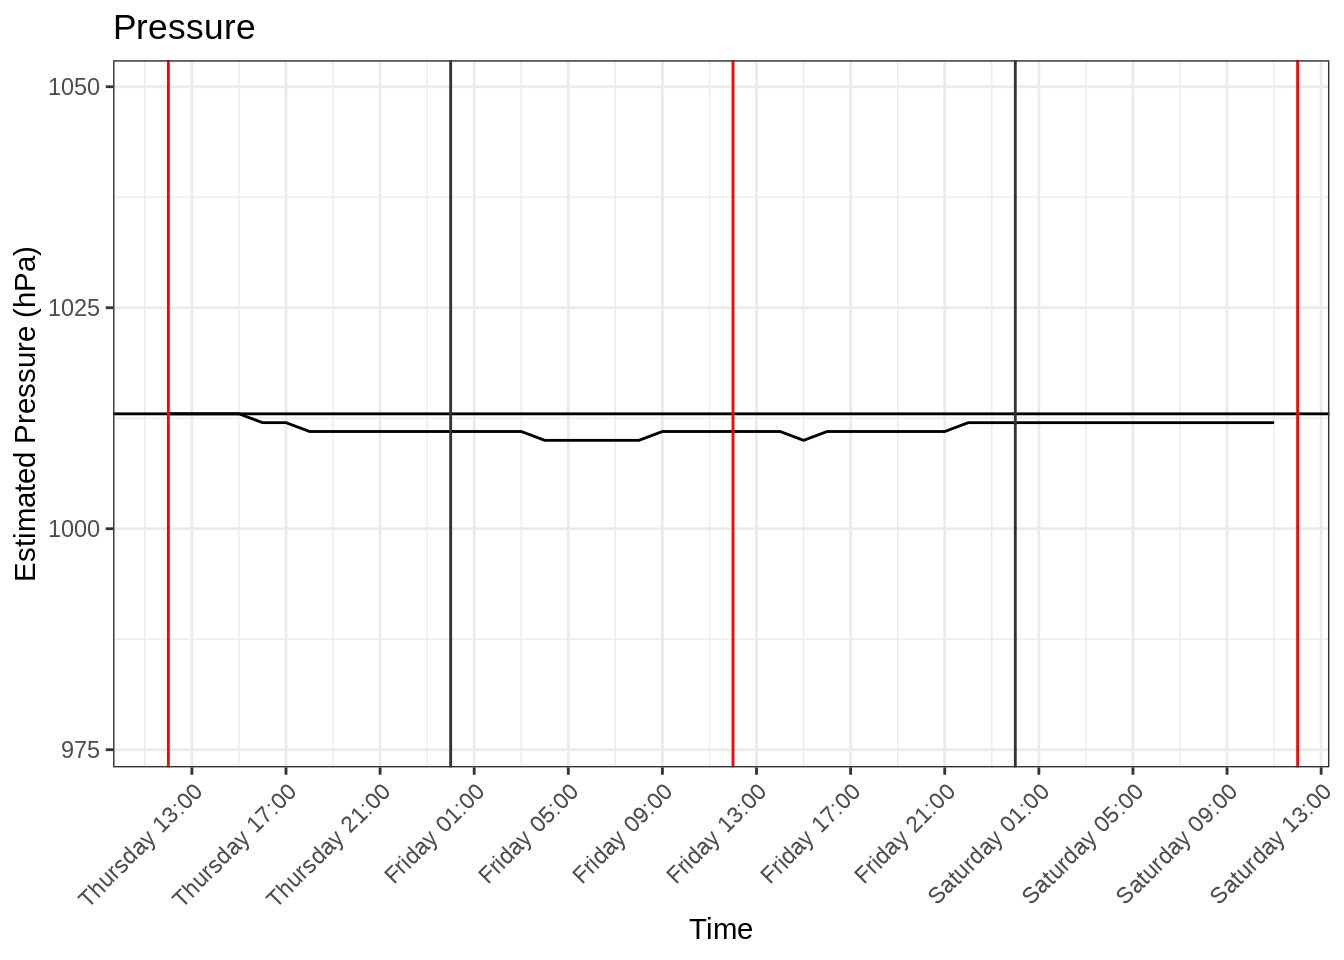 Pressure
Estimated Pressure (hPa)
1050
1025
1000
975
Thursday 13:00
Thursday 17:00
Thursday 21:00
Friday 01:00
Friday 05:00
Friday 09:00
Friday 13:00
Friday 17:00
Friday 21:00
Saturday 01:00
Saturday 05:00
Saturday 09:00
Saturday 13:00
Time